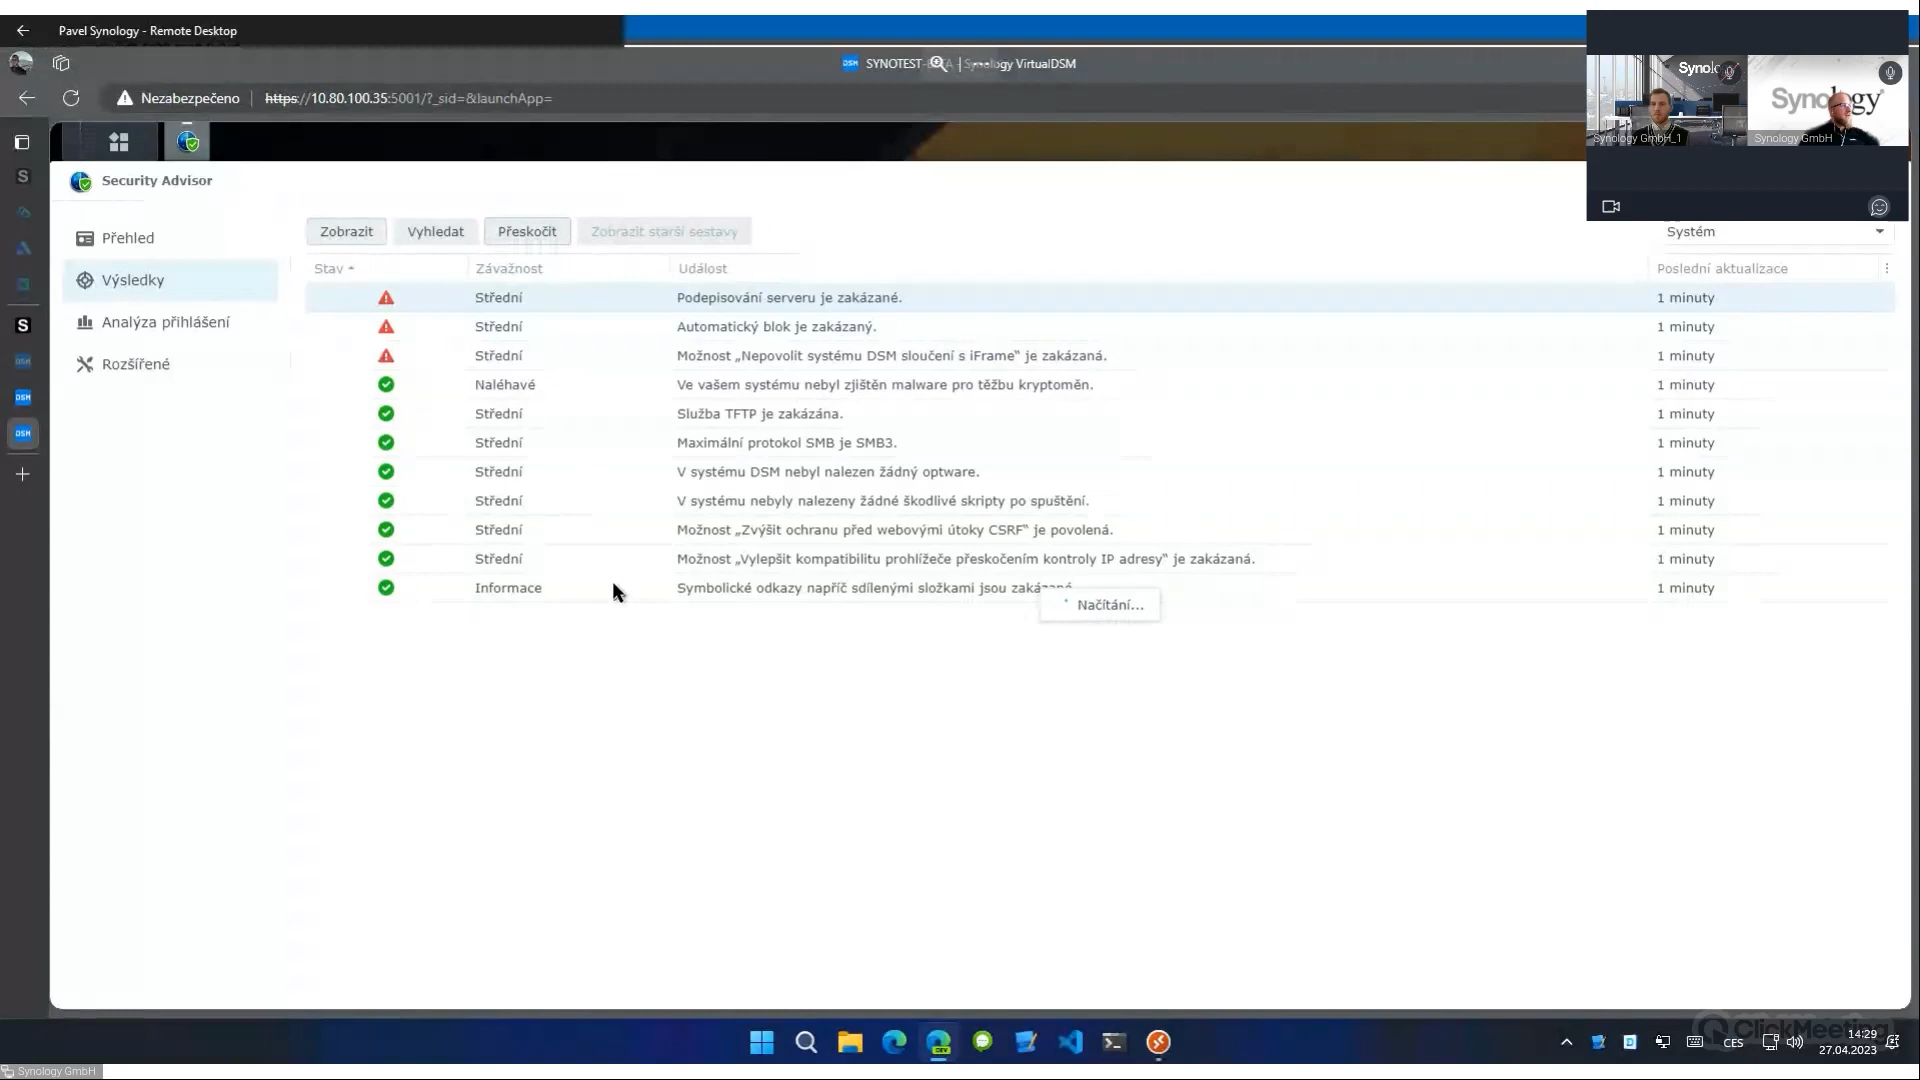 Pavel Synology - Remote Desktop
SYNOTEST- | Synology VirtualDSM
Nezabezpečeno https://10.80.100.35:5001/?_sid=&launchApp=
Synology GmbH_1
Synology
Synology GmbH
Security Advisor
Přehled
Výsledky
Analýza přihlášení
Rozšířené
Zobrazit Vyhledat Přeskočit Zobrazit starší sestavy Systém
Stav Závažnost Událost Poslední aktualizace
Střední Podepisování serveru je zakázané. 1 minuty
Střední Automatický blok je zakázaný. 1 minuty
Střední Možnost „Nepovolit systému DSM sloučení s iFrame" je zakázaná. 1 minuty
Naléhavé Ve vašem systému nebyl zjištěn malware pro těžbu kryptoměn. 1 minuty
Střední Služba TFTP je zakázána. 1 minuty
Střední Maximální protokol SMB je SMB3. 1 minuty
Střední V systému DSM nebyl nalezen žádný optware. 1 minuty
Střední V systému nebyly nalezeny žádné škodlivé skripty po spuštění. 1 minuty
Střední Možnost „Zvýšit ochranu před webovými útoky CSRF" je povolená. 1 minuty
Střední Možnost „Vylepšit kompatibilitu prohlížeče přeskočením kontroly IP adresy" je zakázaná. 1 minuty
Informace Symbolické odkazy napříč sdílenými složkami jsou zakázané 1 minuty
Načítání...
CES
14:29
27.04.2023
ClickMeeting
Synology GmbH